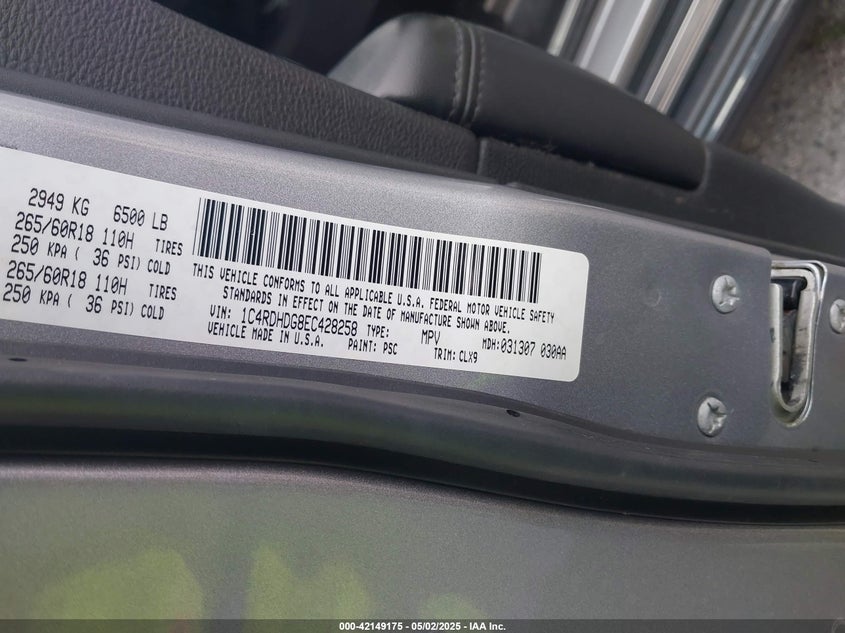 2949 KG 6500 LB
265/60R18 110H TIRES
250 KPA ( 36 PSI) COLD
265/60R18 110H TIRES
250 KPA ( 36 PSI) COLD
THIS VEHICLE CONFORMS TO ALL APPLICABLE U.S.A. FEDERAL MOTOR VEHICLE SAFETY
STANDARDS IN EFFECT ON THE DATE OF MANUFACTURE SHOWN ABOVE.
VIN: 1C4RDHDG8EC428258 TYPE: MPV MDH:031307 030AA
VEHICLE MADE IN U.S.A. PAINT: PSC TRIM: CLX9
000-42149175 | 05/02/2025 | IAA Inc.